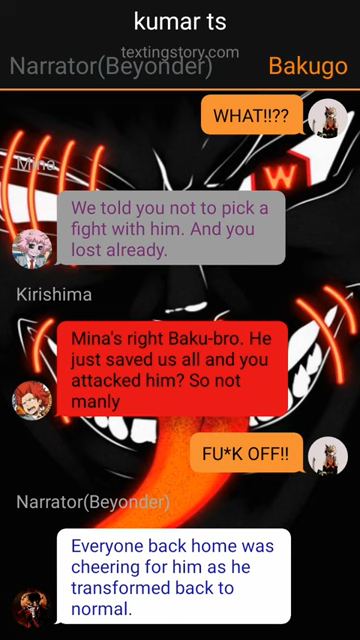 kumar ts
textingstory.com
Narrator(Beyonder) Bakugo
WHAT!!??
Mina
W
We told you not to pick a
fight with him. And you
lost already.
Kirishima
Mina's right Baku-bro. He
just saved us all and you
attacked him? So not
manly
FU*K OFF!!
Narrator(Beyonder)
Everyone back home was
cheering for him as he
transformed back to
normal.